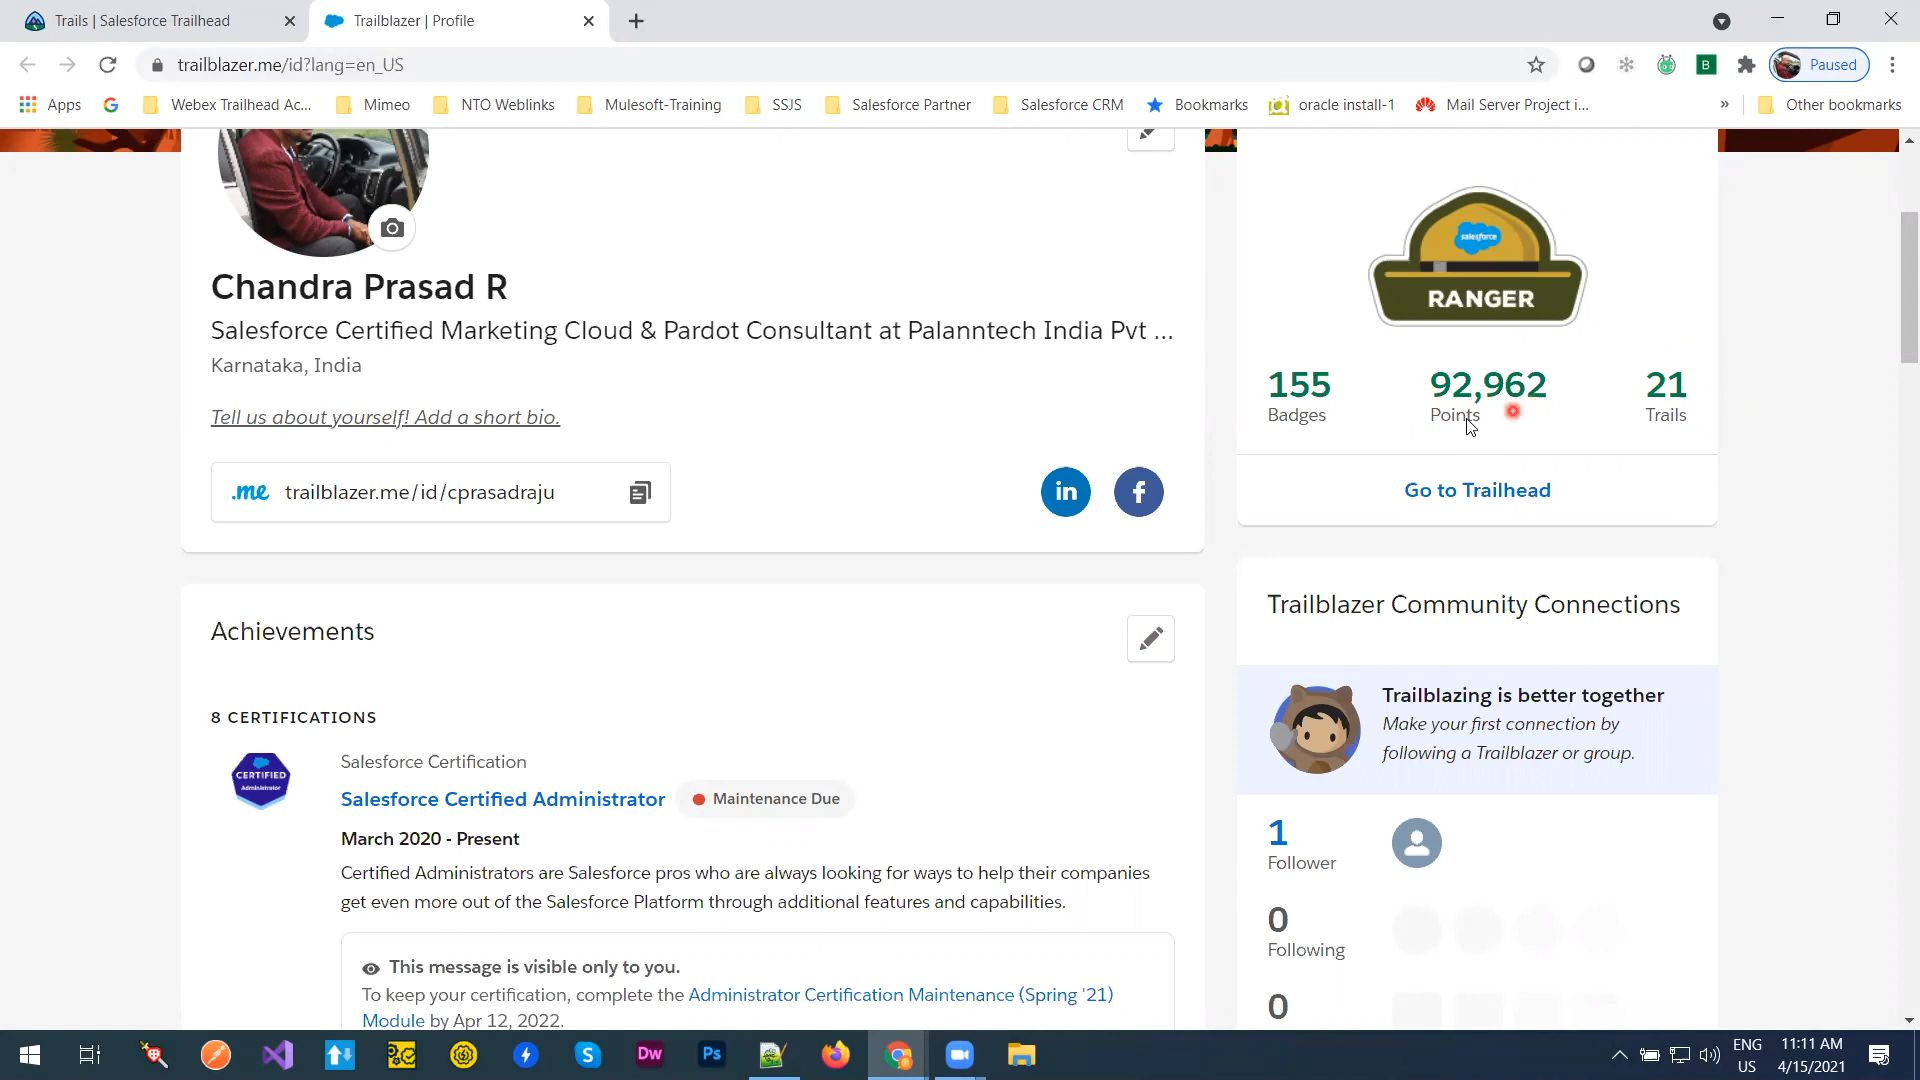 Trails | Salesforce Trailhead
Trailblazer | Profile
trailblazer.me/id?lang=en_US
B
Paused
Apps
Webex Trailhead Ac...
Mimeo
NTO Weblinks
Mulesoft-Training
SSJS
Salesforce Partner
Salesforce CRM
Bookmarks
oracle install-1
Mail Server Project i...
»
Other bookmarks
Chandra Prasad R
Salesforce Certified Marketing Cloud & Pardot Consultant at Palanntech India Pvt ...
Karnataka, India
Tell us about yourself! Add a short bio.
.me trailblazer.me/id/cprasadraju
in
f
salesforce
RANGER
155
Badges
92,962
Points
21
Trails
Go to Trailhead
Achievements
8 CERTIFICATIONS
CERTIFIED
Administrator
Salesforce Certification
Salesforce Certified Administrator
Maintenance Due
March 2020 - Present
Certified Administrators are Salesforce pros who are always looking for ways to help their companies
get even more out of the Salesforce Platform through additional features and capabilities.
This message is visible only to you.
To keep your certification, complete the Administrator Certification Maintenance (Spring '21)
Module by Apr 12, 2022.
Trailblazer Community Connections
Trailblazing is better together
Make your first connection by
following a Trailblazer or group.
1
Follower
0
Following
0
Dw
Ps
ENG
US
11:11 AM
4/15/2021